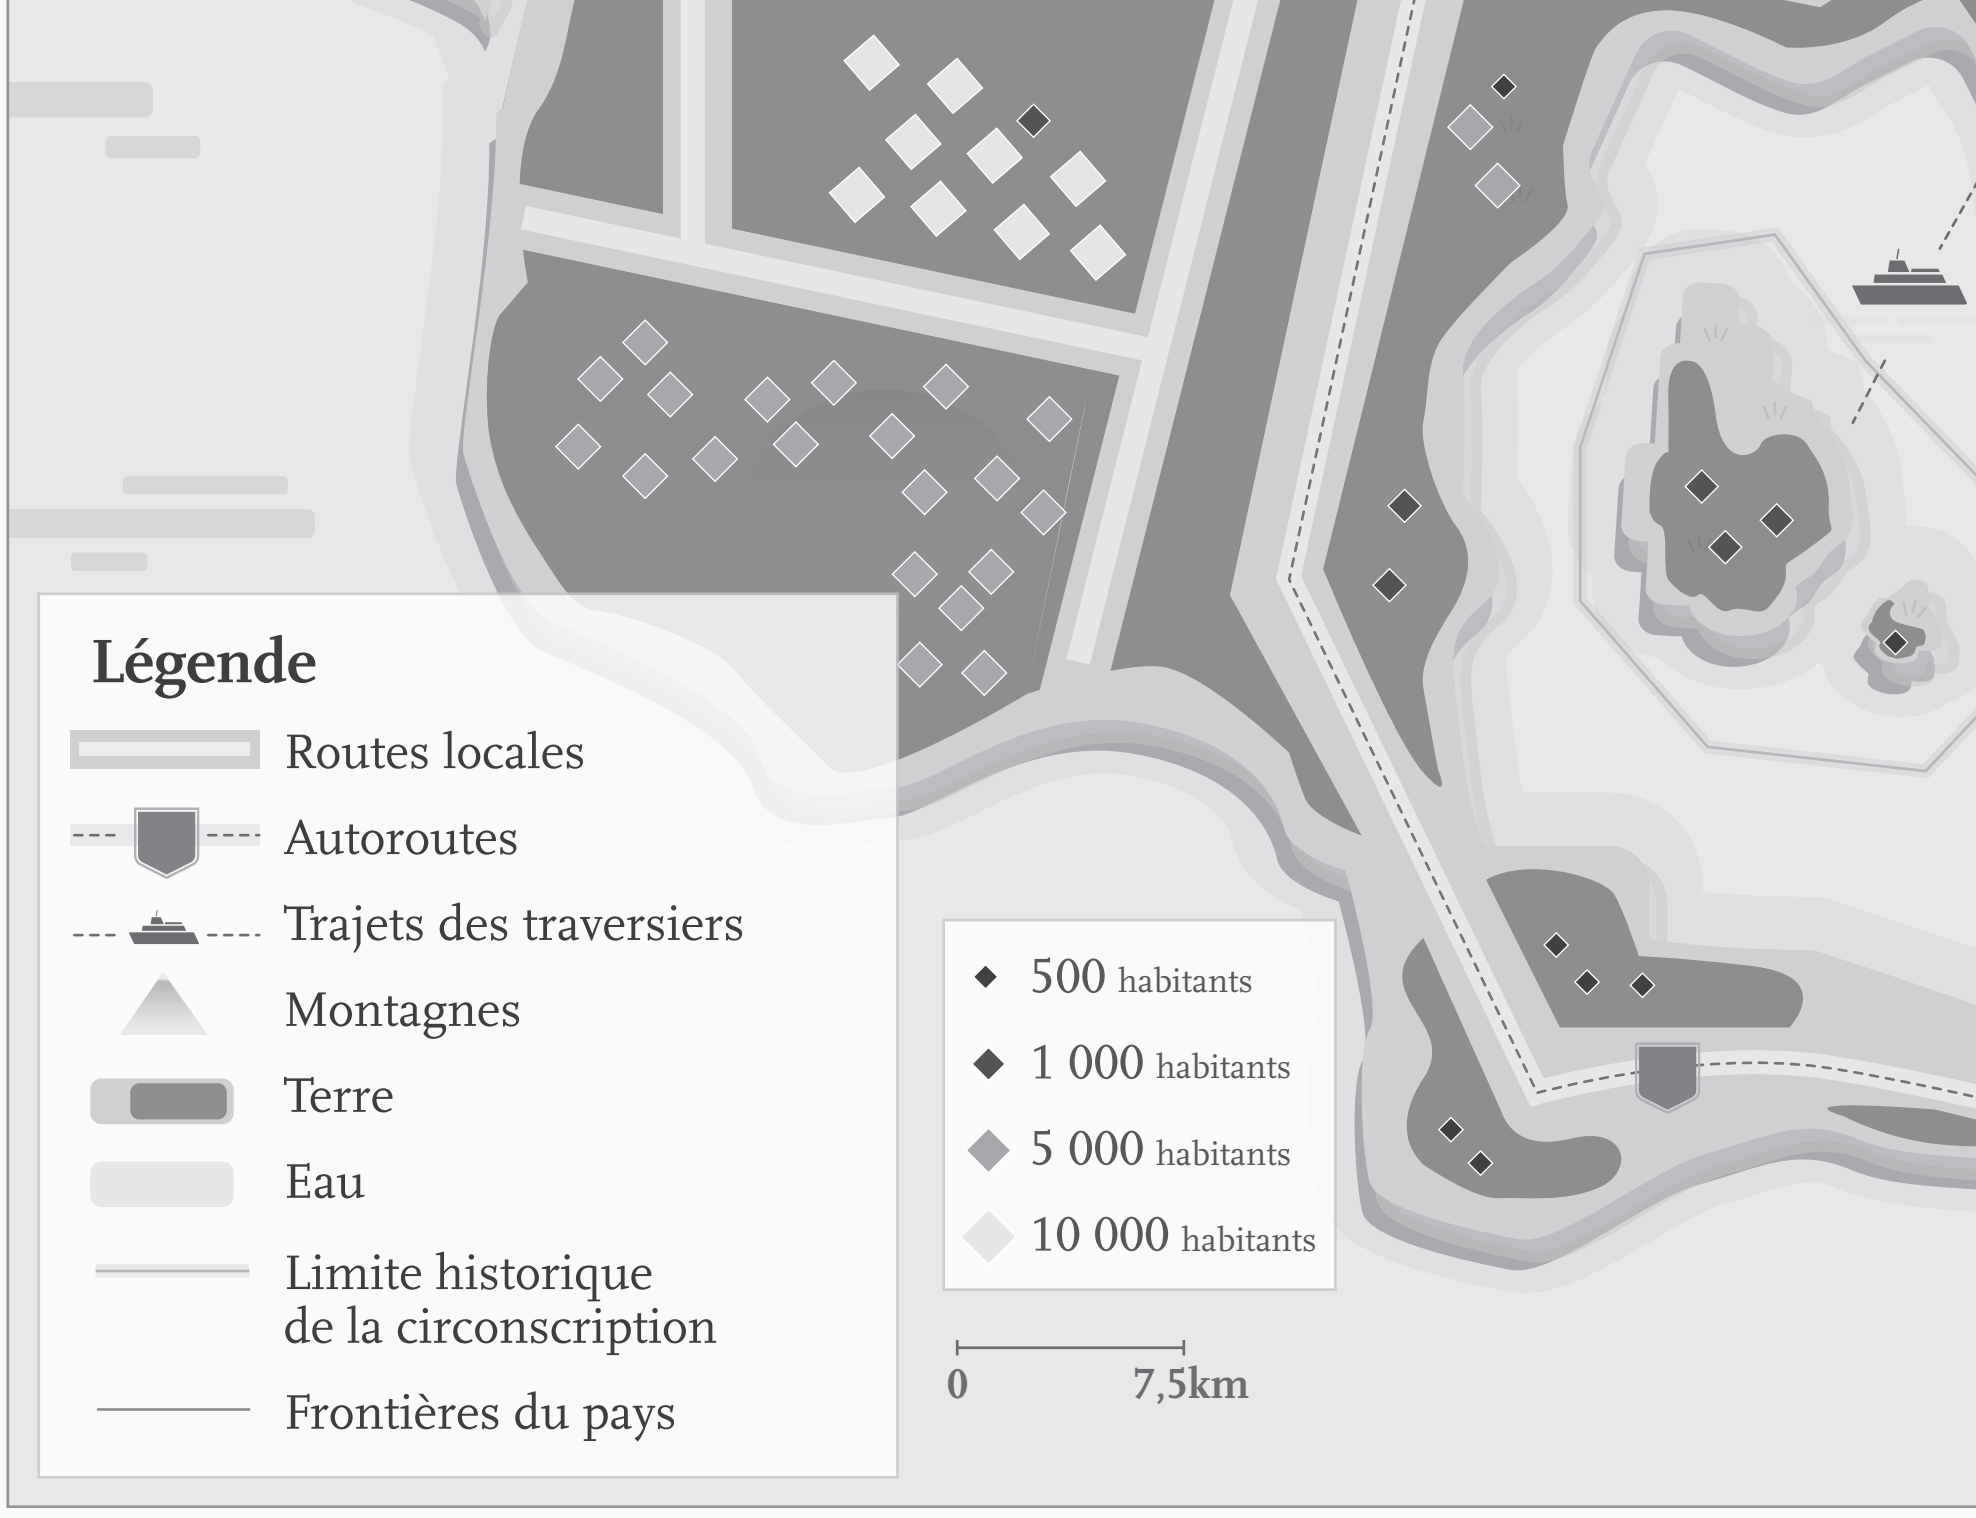 Légende
Routes locales
Autoroutes
Trajets des traversiers
Montagnes
Terre
Eau
Limite historique
de la circonscription
Frontières du pays
500 habitants
1 000 habitants
5 000 habitants
10 000 habitants
0 7,5km